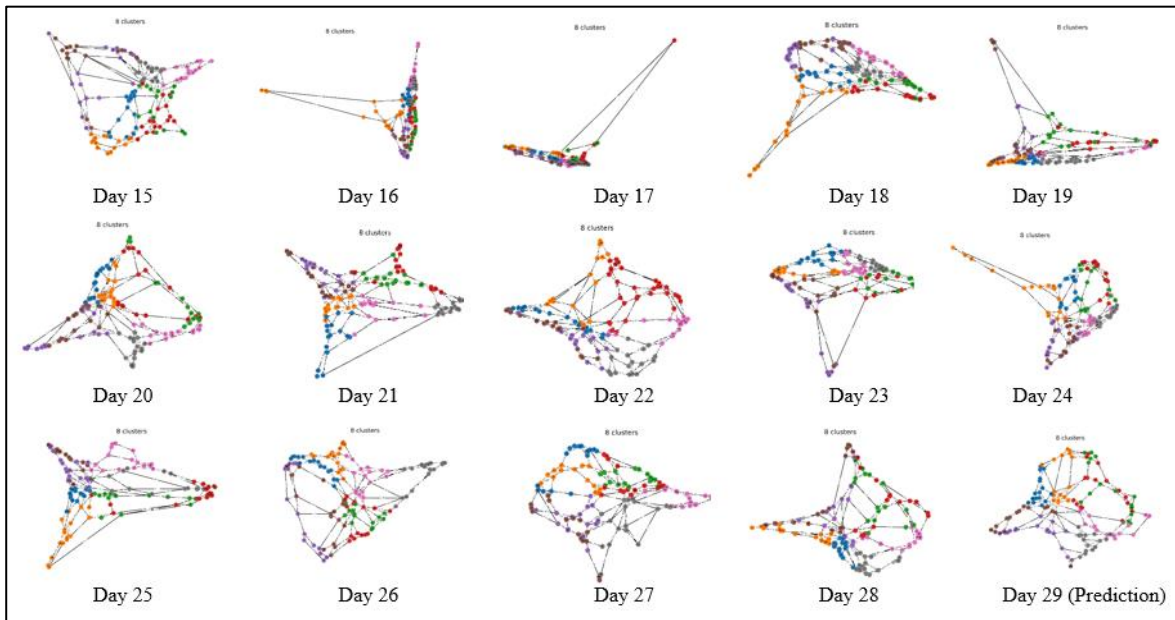 8 clusters
8 clusters
8 clusters
8 clusters
8 clusters
Day 15
Day 16
Day 17
Day 18
Day 19
8 clusters
8 clusters
8 clusters
8 clusters
8 clusters
Day 20
Day 21
Day 22
Day 23
Day 24
8 clusters
8 clusters
8 clusters
8 clusters
8 clusters
Day 25
Day 26
Day 27
Day 28
Day 29 (Prediction)